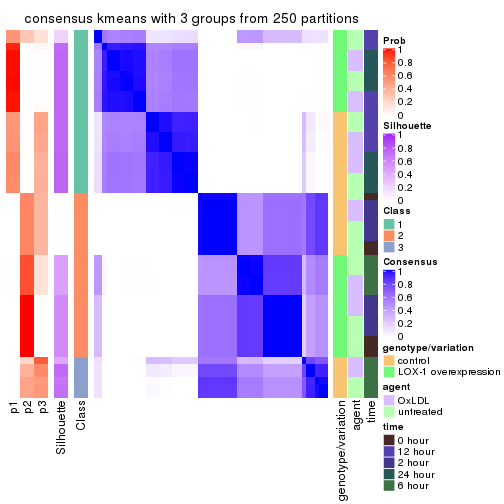 consensus kmeans with 3 groups from 250 partitions
Prob
1
0.8
0.6
0.4
0.2
0
Silhouette
1
0.8
0.6
0.4
0.2
0
Class
1
2
3
Consensus
1
0.8
0.6
0.4
0.2
0
genotype/variation
control
LOX-1 overexpression
agent
OxLDL
untreated
time
0 hour
12 hour
2 hour
24 hour
6 hour
p1
p2
p3
Silhouette
Class
genotype/variation
agent
time